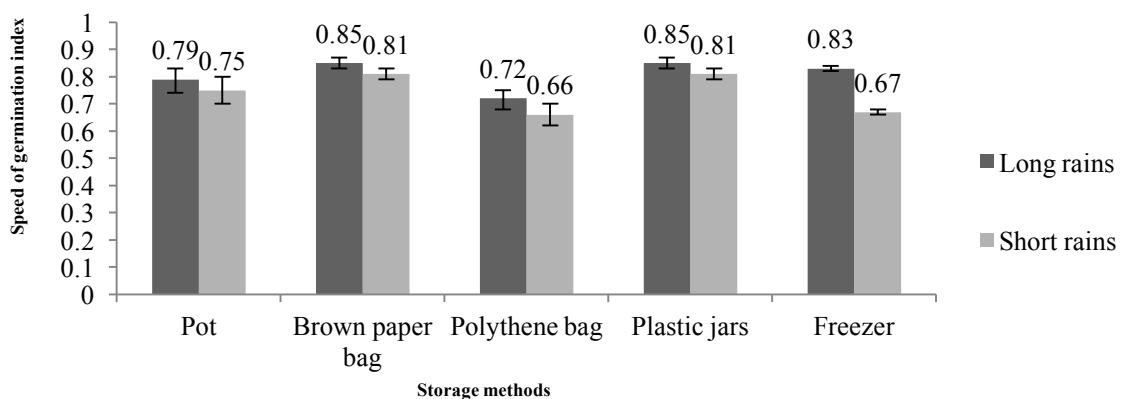 1
0.9
0.8
0.7
0.6
0.5
0.4
0.3
0.2
0.1
0
Speed of germination index
0.79
0.75
0.85
0.81
0.72
0.66
0.85
0.81
0.83
0.67
Long rains
Short rains
Pot
Brown paper
bag
Polythene bag
Plastic jars
Freezer
Storage methods